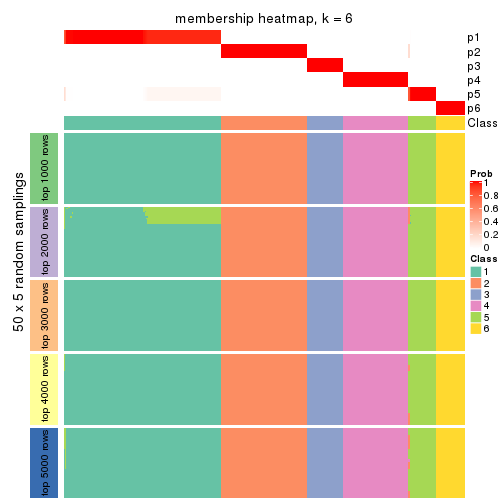 membership heatmap, k = 6
p1
p2
p3
p4
p5
p6
Class
50 x 5 random samplings
top 1000 rows
top 2000 rows
top 3000 rows
top 4000 rows
top 5000 rows
Prob
1
0.8
0.6
0.4
0.2
0
Class
1
2
3
4
5
6